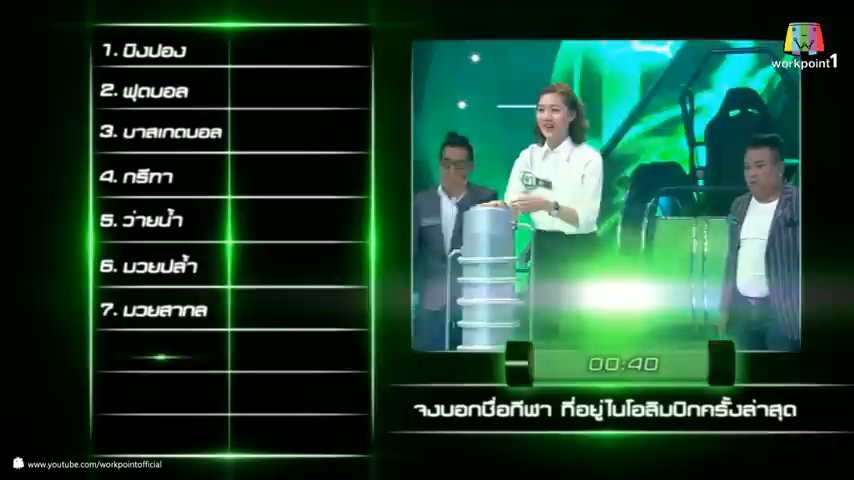 1. ปิงปอง
2. ฟุตบอล
3. บาสเกตบอล
4. กรีฑา
5. ว่ายน้ำ
6. มวยปล้ำ
7. มวยสากล
workpoint 1
00:40
จงบอกชื่อกีฬา ที่อยู่ในโอลิมปิกครั้งล่าสุด
www.youtube.com/workpointofficial